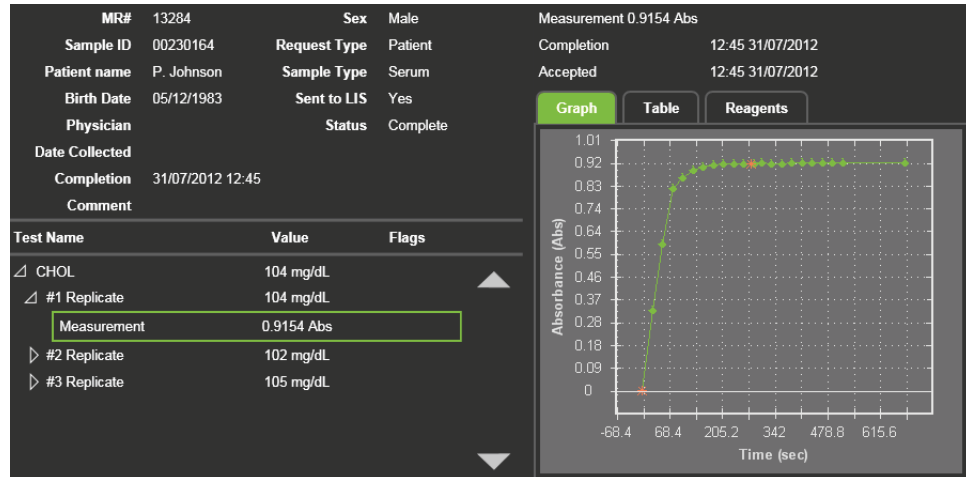 MR# 13284 Sex Male
Sample ID 00230164 Request Type Patient
Patient name P. Johnson Sample Type Serum
Birth Date 05/12/1983 Sent to LIS Yes
Physician Status Complete
Date Collected
Completion 31/07/2012 12:45
Comment
Test Name Value Flags
CHOL 104 mg/dL
#1 Replicate 104 mg/dL
Measurement 0.9154 Abs
#2 Replicate 102 mg/dL
#3 Replicate 105 mg/dL
Measurement 0.9154 Abs
Completion 12:45 31/07/2012
Accepted 12:45 31/07/2012
Graph Table Reagents
Absorbance (Abs)
1.01
0.92
0.83
0.74
0.64
0.55
0.46
0.37
0.28
0.18
0.09
0
-68.4 68.4 205.2 342 478.8 615.6
Time (sec)